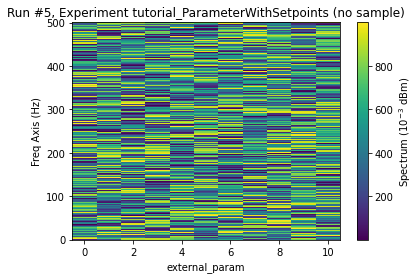 Run #5, Experiment tutorial_ParameterWithSetpoints (no sample)
500
400
300
200
100
0
Freq Axis (Hz)
0 2 4 6 8 10
external_param
800
600
400
200
Spectrum (10⁻³ dBm)